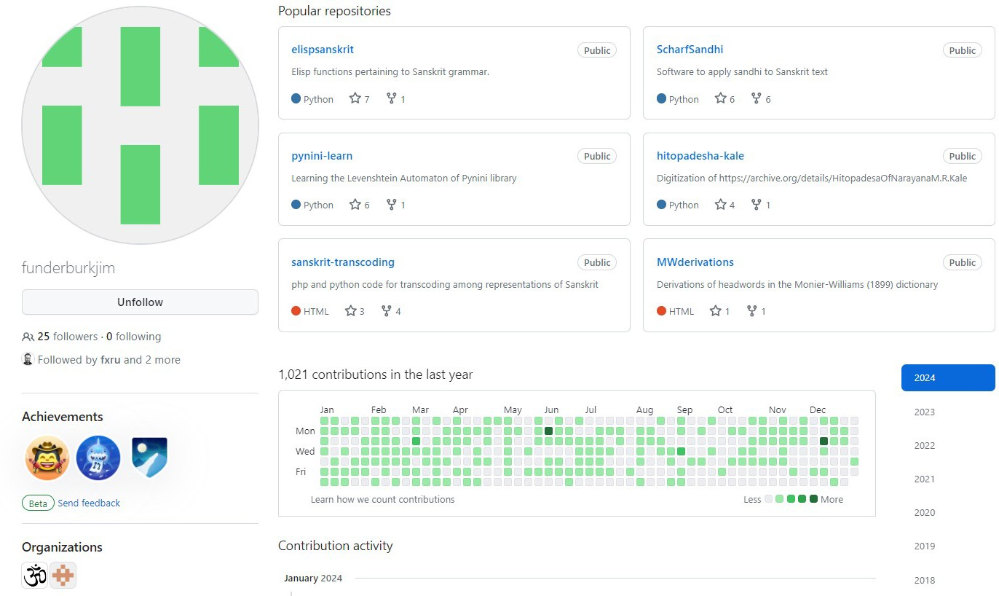 Popular repositories
elispsanskrit Public
Elisp functions pertaining to Sanskrit grammar.
Python 7 1
ScharfSandhi Public
Software to apply sandhi to Sanskrit text
Python 6 6
pynini-learn Public
Learning the Levenshtein Automaton of Pynini library
Python 6 1
hitopadesha-kale Public
Digitization of https://archive.org/details/HitopadesaOfNarayanaM.R.Kale
Python 4 1
sanskrit-transcoding Public
php and python code for transcoding among representations of Sanskrit
HTML 3 4
MWderivations Public
Derivations of headwords in the Monier-Williams (1899) dictionary
HTML 1 1
funderburkjim
Unfollow
25 followers · 0 following
Followed by fxru and 2 more
Achievements
Beta Send feedback
Organizations
ॐ
1,021 contributions in the last year
Jan Feb Mar Apr May Jun Jul Aug Sep Oct Nov Dec
Mon
Wed
Fri
Learn how we count contributions
Less More
Contribution activity
January 2024
2024
2023
2022
2021
2020
2019
2018